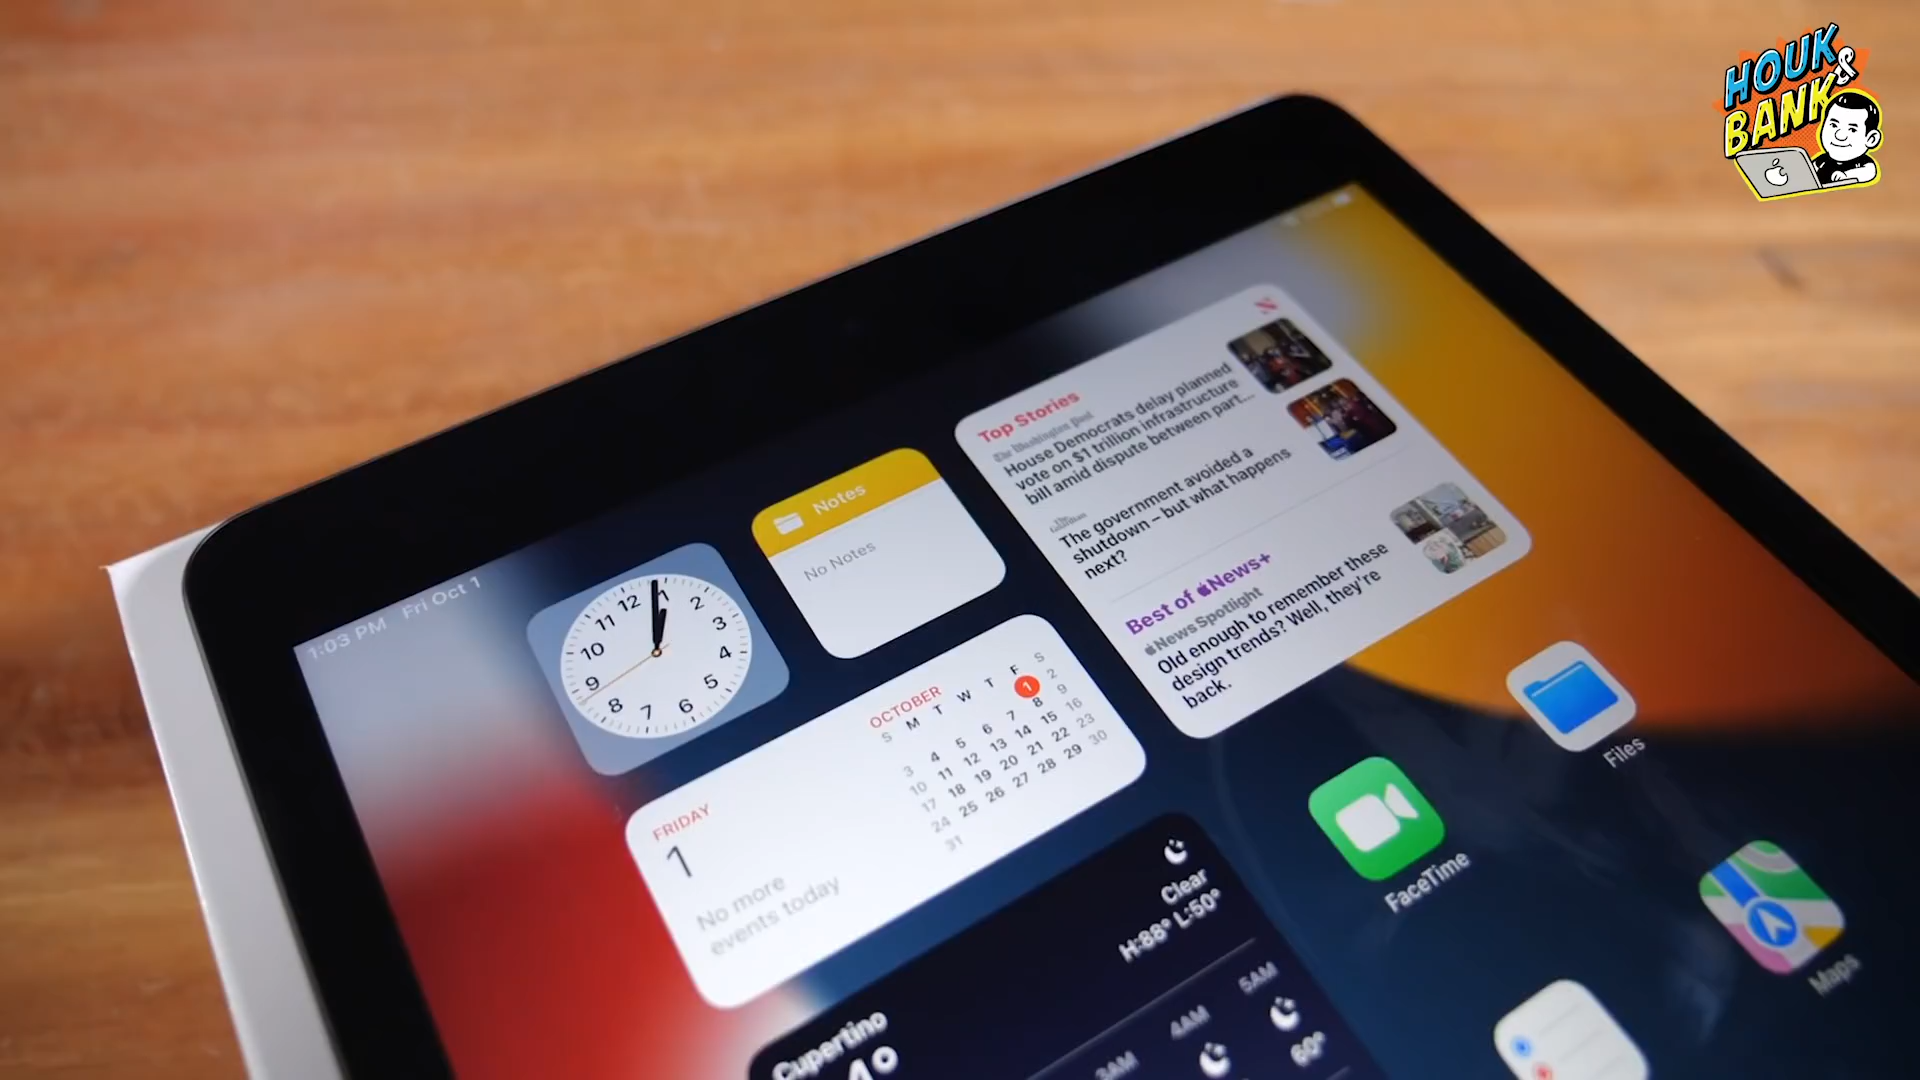 HOUK
&
BANK
1:03 PM Fri Oct 1
12
1
2
3
4
5
6
7
8
9
10
11
Notes
No Notes
Top Stories
The Washington Post
House Democrats delay planned
vote on $1 trillion infrastructure
bill amid dispute between part...
The Guardian
The government avoided a
shutdown – but what happens
next?
Best of News+
News Spotlight
Old enough to remember these
design trends? Well, they're
back.
FRIDAY
1
No more
events today
OCTOBER
S M T W T F S
1 2
3 4 5 6 7 8 9
10 11 12 13 14 15 16
17 18 19 20 21 22 23
24 25 26 27 28 29 30
31
Clear
H:88° L:50°
Cupertino
3AM 4AM 5AM
60°
Files
FaceTime
Maps